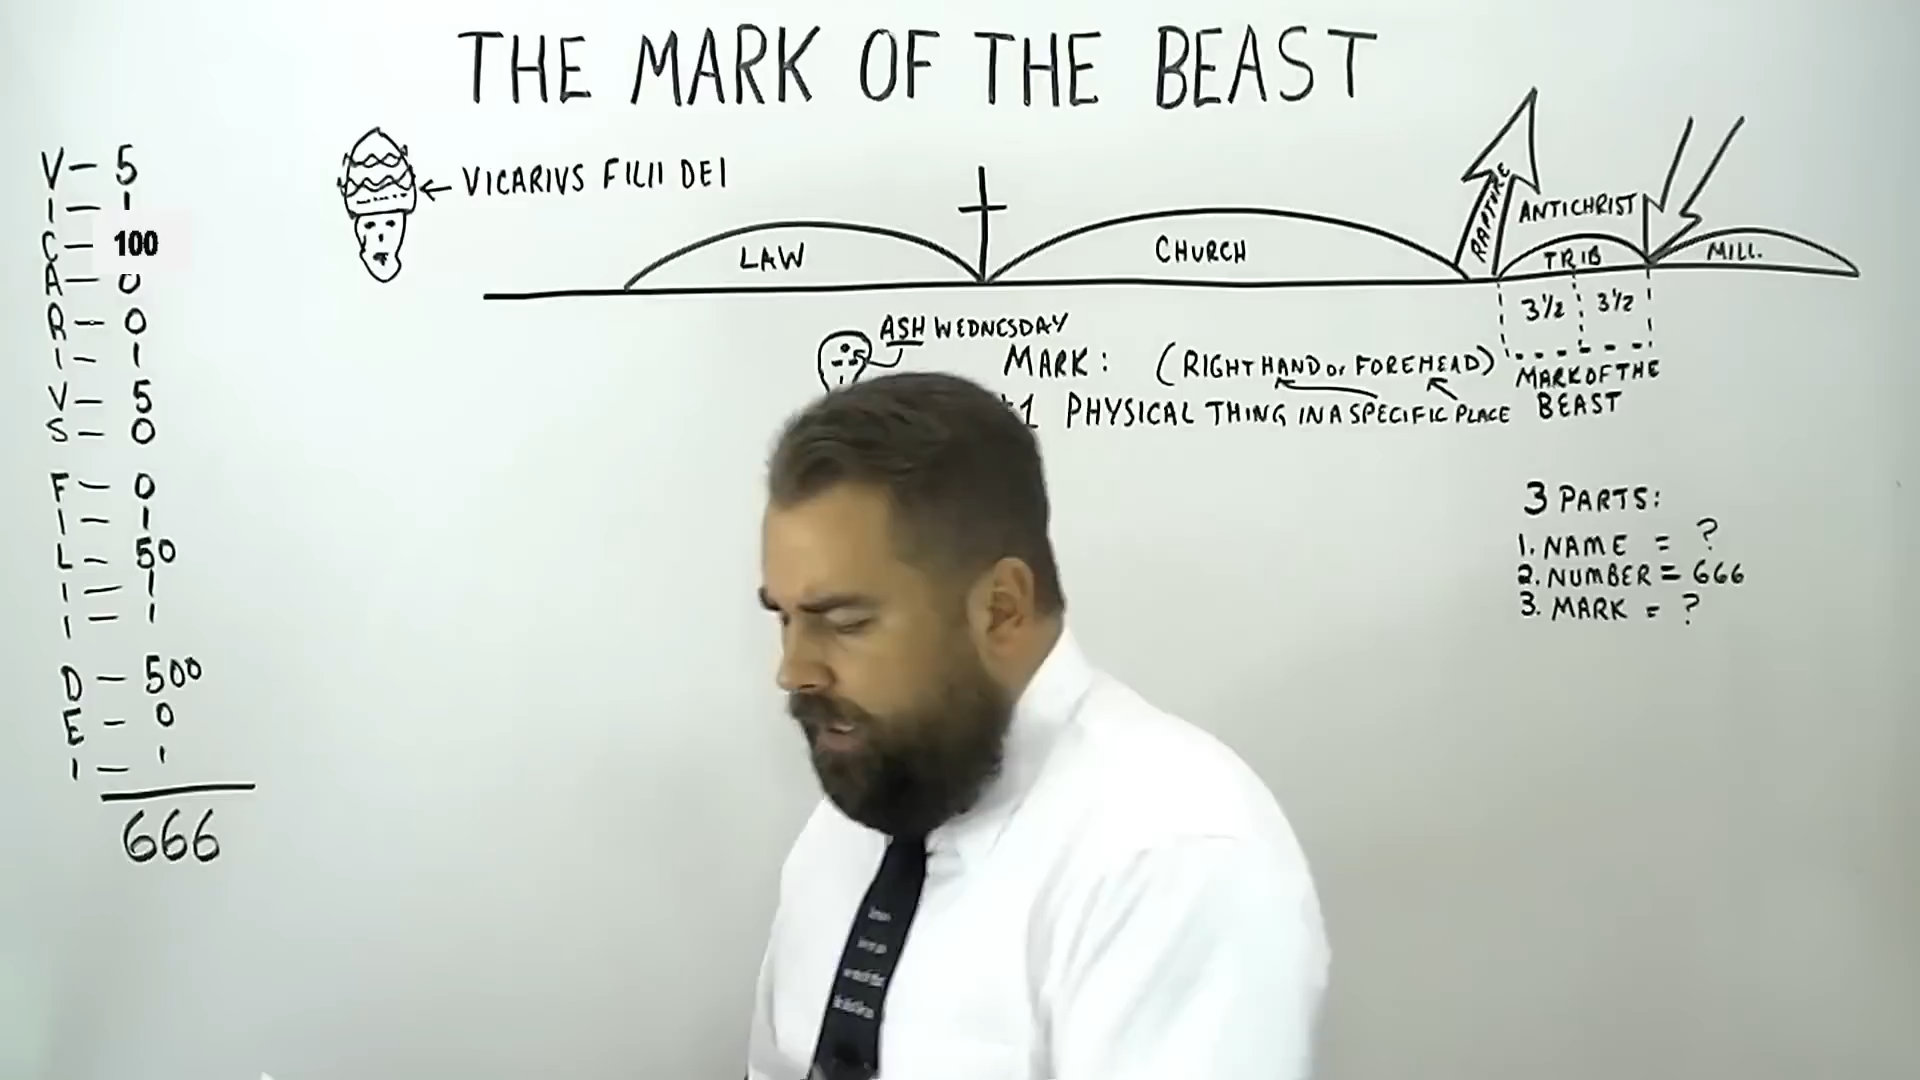 THE MARK OF THE BEAST
V - 5
I - 1
C - 100
A - 0
R - 0
I - 1
V - 5
S - 0
F - 0
I - 1
L - 50
I - 1
I - 1
D - 500
E - 0
I - 1
666
← VICARIVS FILII DEI
LAW
CHURCH
RAPTURE
ANTICHRIST
TRIB
MILL.
3½ 3½
MARK OF THE
BEAST
ASH WEDNESDAY
MARK: (RIGHT HAND or FOREHEAD)
#1 PHYSICAL THING IN A SPECIFIC PLACE
3 PARTS:
1. NAME = ?
2. NUMBER = 666
3. MARK = ?